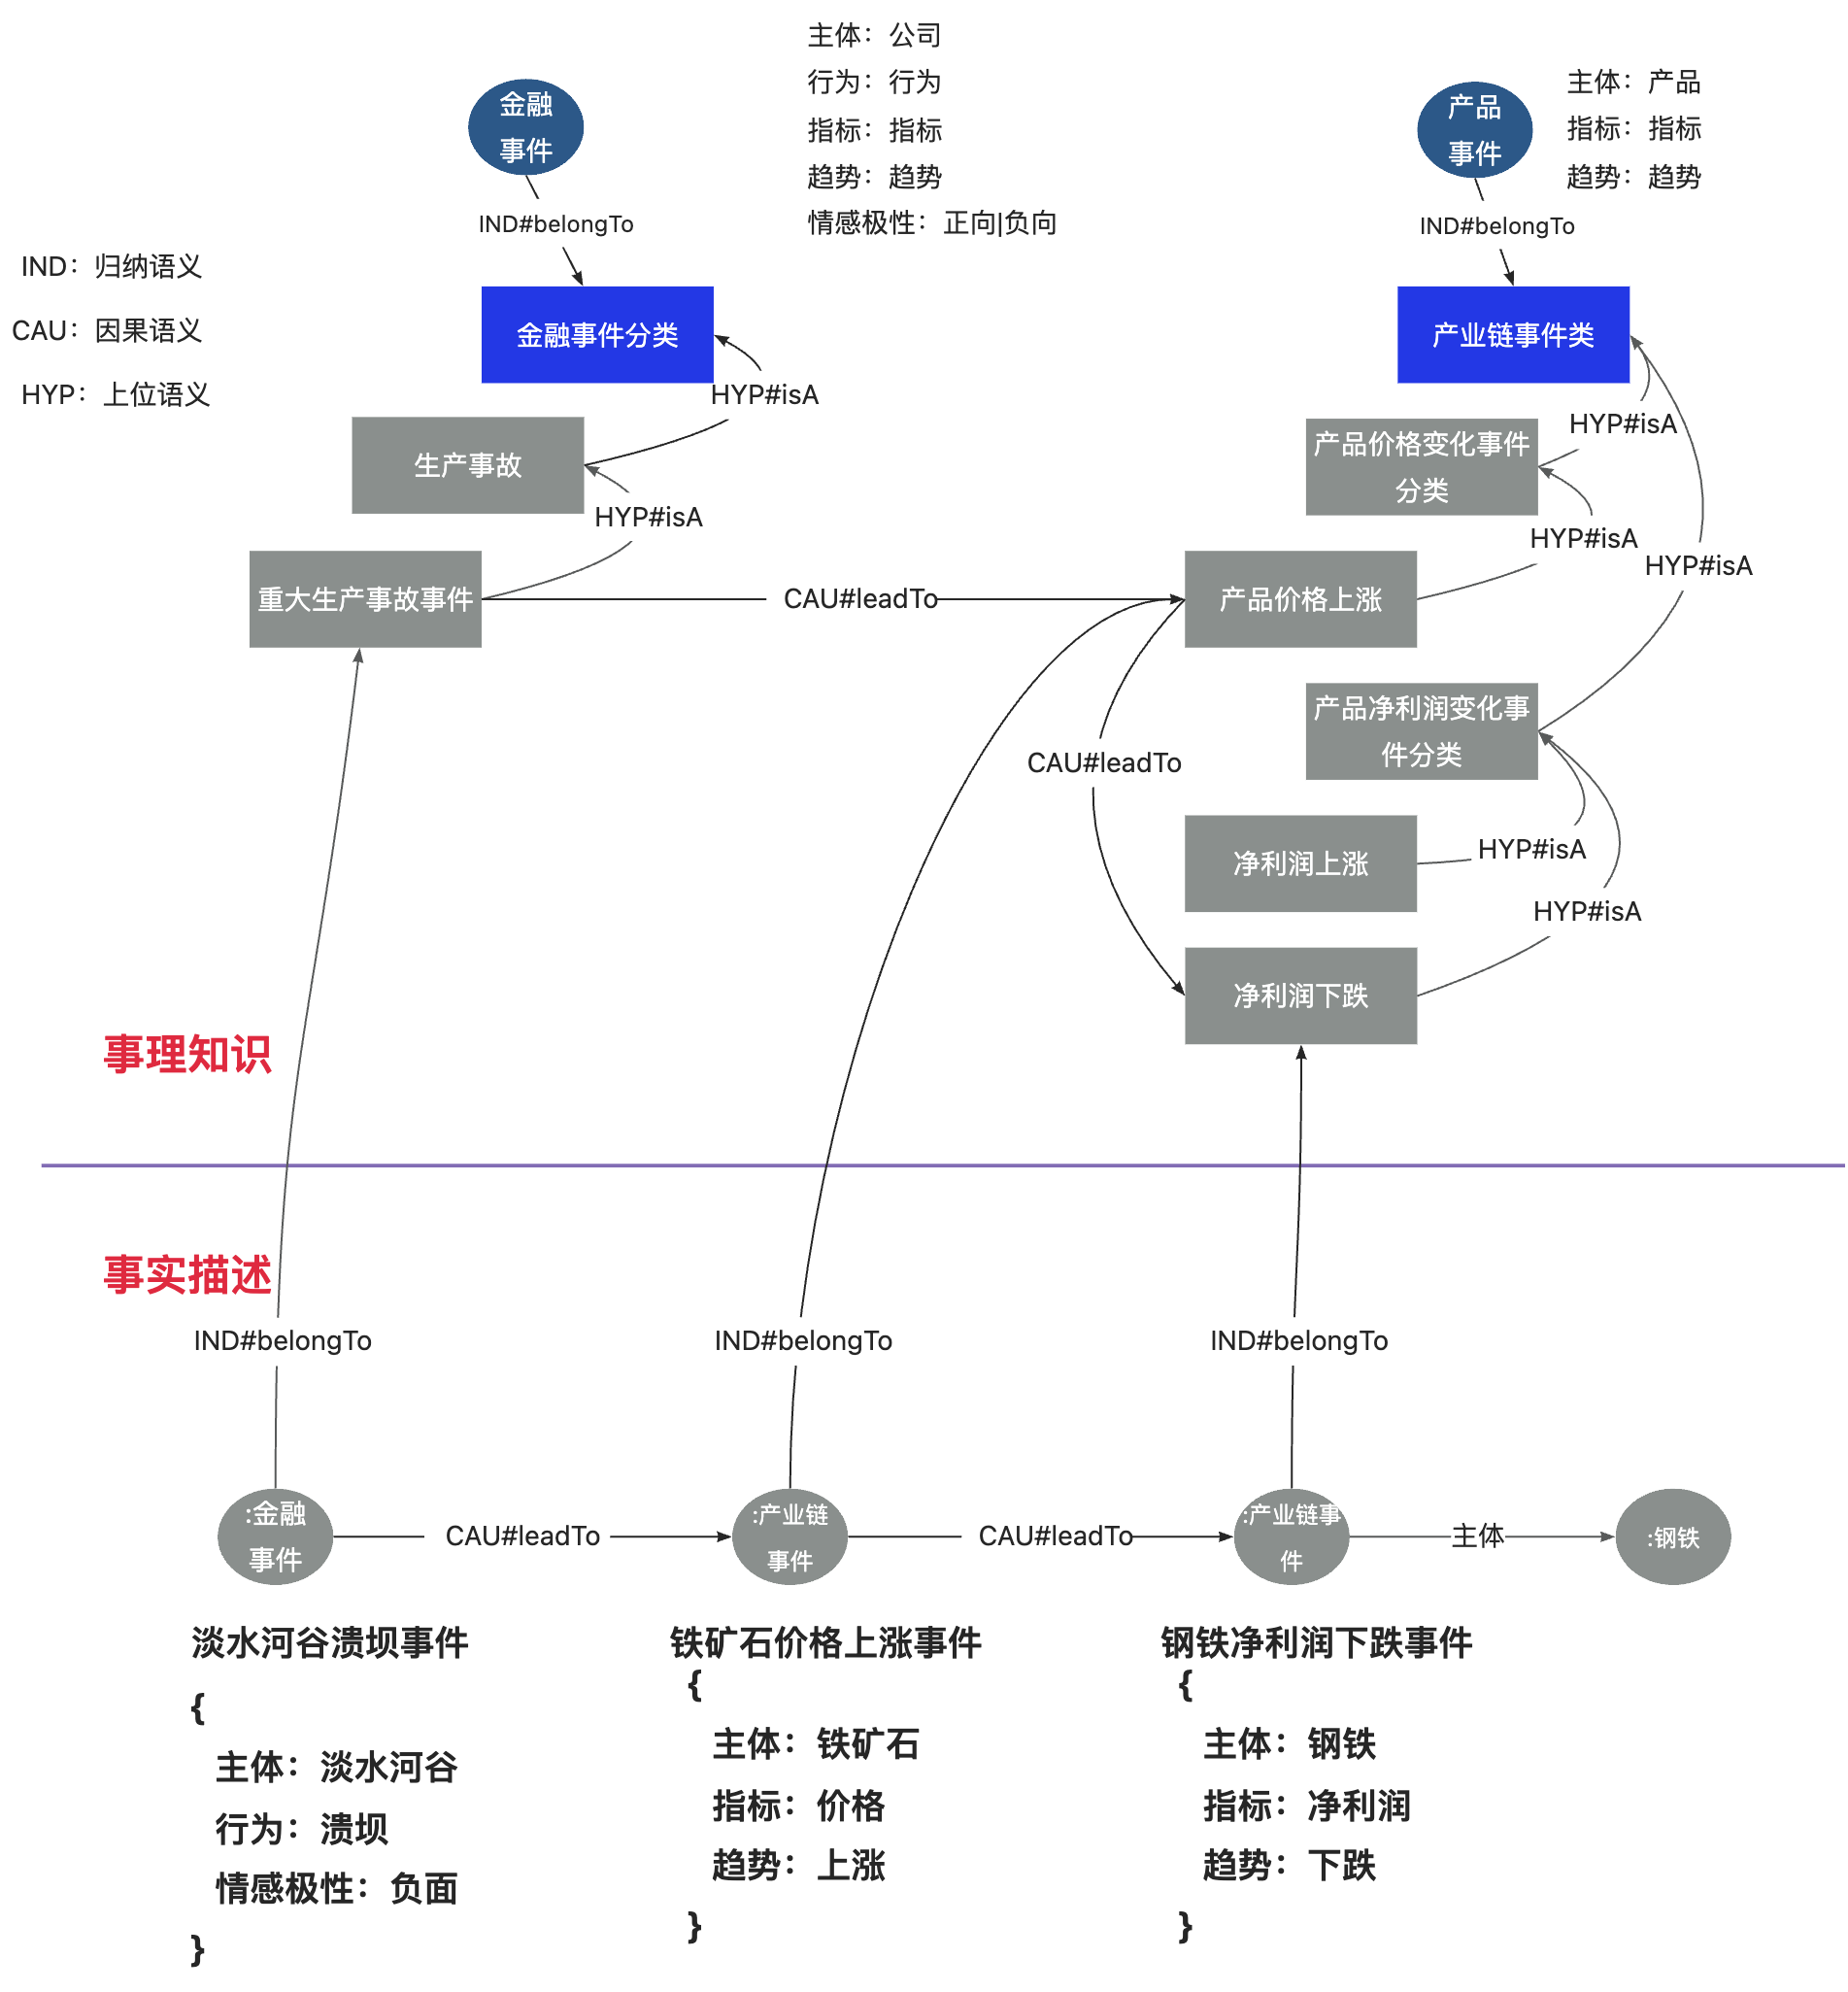 主体：公司
行为：行为
指标：指标
趋势：趋势
情感极性：正向|负向
金融
事件
产品
事件
主体：产品
指标：指标
趋势：趋势
IND#belongTo
IND#belongTo
IND：归纳语义
CAU：因果语义
HYP：上位语义
金融事件分类
产业链事件类
HYP#isA
HYP#isA
生产事故
产品价格变化事件
分类
HYP#isA
HYP#isA
HYP#isA
重大生产事故事件
CAU#leadTo
产品价格上涨
产品净利润变化事
件分类
CAU#leadTo
净利润上涨
HYP#isA
HYP#isA
净利润下跌
事理知识
事实描述
IND#belongTo
IND#belongTo
IND#belongTo
:金融
事件
CAU#leadTo
:产业链
事件
CAU#leadTo
:产业链事
件
主体
:钢铁
淡水河谷溃坝事件
{
主体：淡水河谷
行为：溃坝
情感极性：负面
}
铁矿石价格上涨事件
{
主体：铁矿石
指标：价格
趋势：上涨
}
钢铁净利润下跌事件
{
主体：钢铁
指标：净利润
趋势：下跌
}